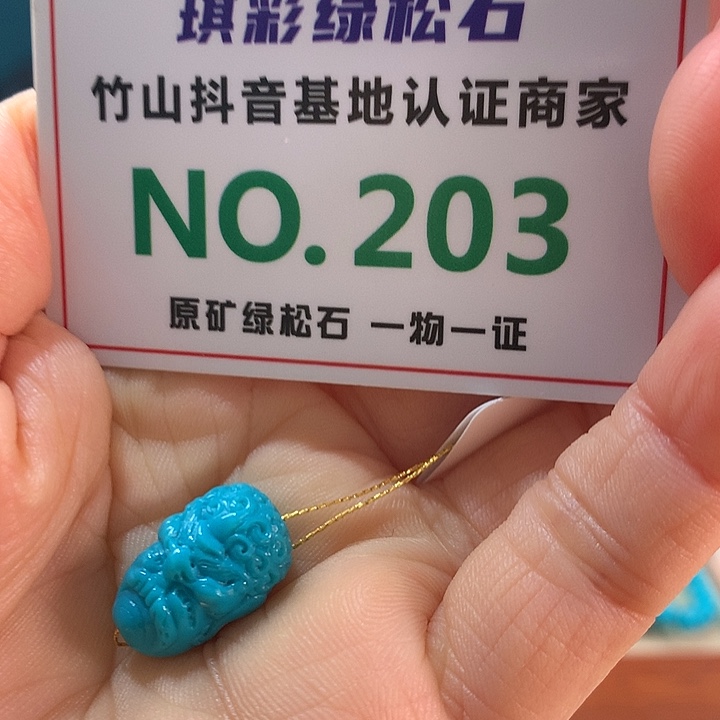 琪彩绿松石
竹山抖音基地认证商家
NO.203
原矿绿松石 一物一证